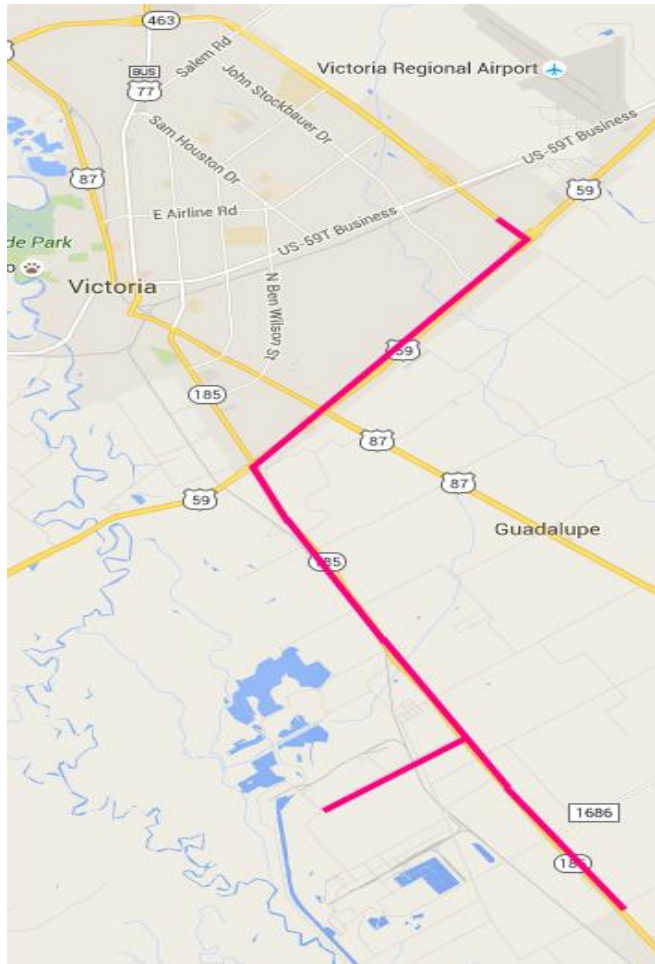 463
Salem Rd
Victoria Regional Airport
BUS
77
John Stockbauer Dr
US-59T Business
Sam Houston Dr
87
59
E Airline Rd
US-59T Business
de Park
o
Victoria
N Ben Wilson St
59
185
87
59
87
Guadalupe
185
1686
185